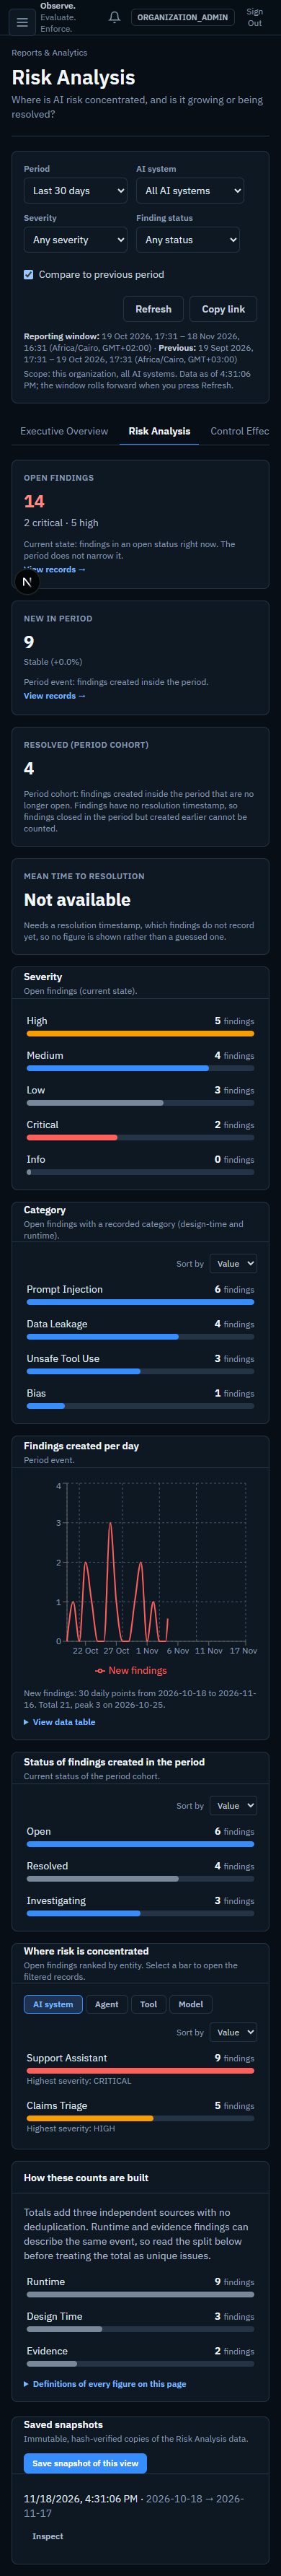 Observe.
Evaluate.
Enforce.
ORGANIZATION_ADMIN
Sign
Out
Reports & Analytics
Risk Analysis
Where is AI risk concentrated, and is it growing or being
resolved?
Period
AI system
Last 30 days
All AI systems
Severity
Finding status
Any severity
Any status
Compare to previous period
Refresh
Copy link
Reporting window: 19 Oct 2026, 17:31 – 18 Nov 2026,
16:31 (Africa/Cairo, GMT+02:00) · Previous: 19 Sept 2026,
17:31 – 19 Oct 2026, 17:31 (Africa/Cairo, GMT+03:00)
Scope: this organization, all AI systems. Data as of 4:31:06
PM; the window rolls forward when you press Refresh.
Executive Overview
Risk Analysis
Control Effec
OPEN FINDINGS
14
2 critical · 5 high
Current state: findings in an open status right now. The
period does not narrow it.
View records →
N
NEW IN PERIOD
9
Stable (+0.0%)
Period event: findings created inside the period.
View records →
RESOLVED (PERIOD COHORT)
4
Period cohort: findings created inside the period that are no
longer open. Findings have no resolution timestamp, so
findings closed in the period but created earlier cannot be
counted.
MEAN TIME TO RESOLUTION
Not available
Needs a resolution timestamp, which findings do not record
yet, so no figure is shown rather than a guessed one.
Severity
Open findings (current state).
High 5 findings
Medium 4 findings
Low 3 findings
Critical 2 findings
Info 0 findings
Category
Open findings with a recorded category (design-time and
runtime).
Sort by Value
Prompt Injection 6 findings
Data Leakage 4 findings
Unsafe Tool Use 3 findings
Bias 1 findings
Findings created per day
Period event.
4
3
2
1
0
22 Oct 27 Oct 1 Nov 6 Nov 11 Nov 17 Nov
New findings
New findings: 30 daily points from 2026-10-18 to 2026-11-
16. Total 21, peak 3 on 2026-10-25.
View data table
Status of findings created in the period
Current status of the period cohort.
Sort by Value
Open 6 findings
Resolved 4 findings
Investigating 3 findings
Where risk is concentrated
Open findings ranked by entity. Select a bar to open the
filtered records.
AI system Agent Tool Model
Sort by Value
Support Assistant 9 findings
Highest severity: CRITICAL
Claims Triage 5 findings
Highest severity: HIGH
How these counts are built
Totals add three independent sources with no
deduplication. Runtime and evidence findings can
describe the same event, so read the split below
before treating the total as unique issues.
Runtime 9 findings
Design Time 3 findings
Evidence 2 findings
Definitions of every figure on this page
Saved snapshots
Immutable, hash-verified copies of the Risk Analysis data.
Save snapshot of this view
11/18/2026, 4:31:06 PM · 2026-10-18 → 2026-
11-17
Inspect